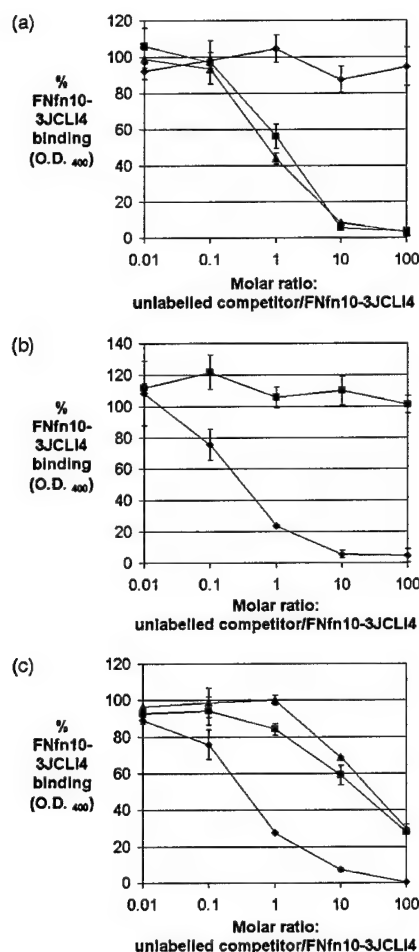 (a)
120
100
80
60
40
20
0
%
FNfn10-
3JCLI4
binding
(O.D. 400)
0.01 0.1 1 10 100
Molar ratio:
unlabelled competitor/FNfn10-3JCLI4
(b)
140
120
100
80
60
40
20
0
%
FNfn10-
3JCLI4
binding
(O.D. 400)
0.01 0.1 1 10 100
Molar ratio:
unlabelled competitor/FNfn10-3JCLI4
(c)
120
100
80
60
40
20
0
%
FNfn10-
3JCLI4
binding
(O.D. 400)
0.01 0.1 1 10 100
Molar ratio:
unlabelled competitor/FNfn10-3JCLI4